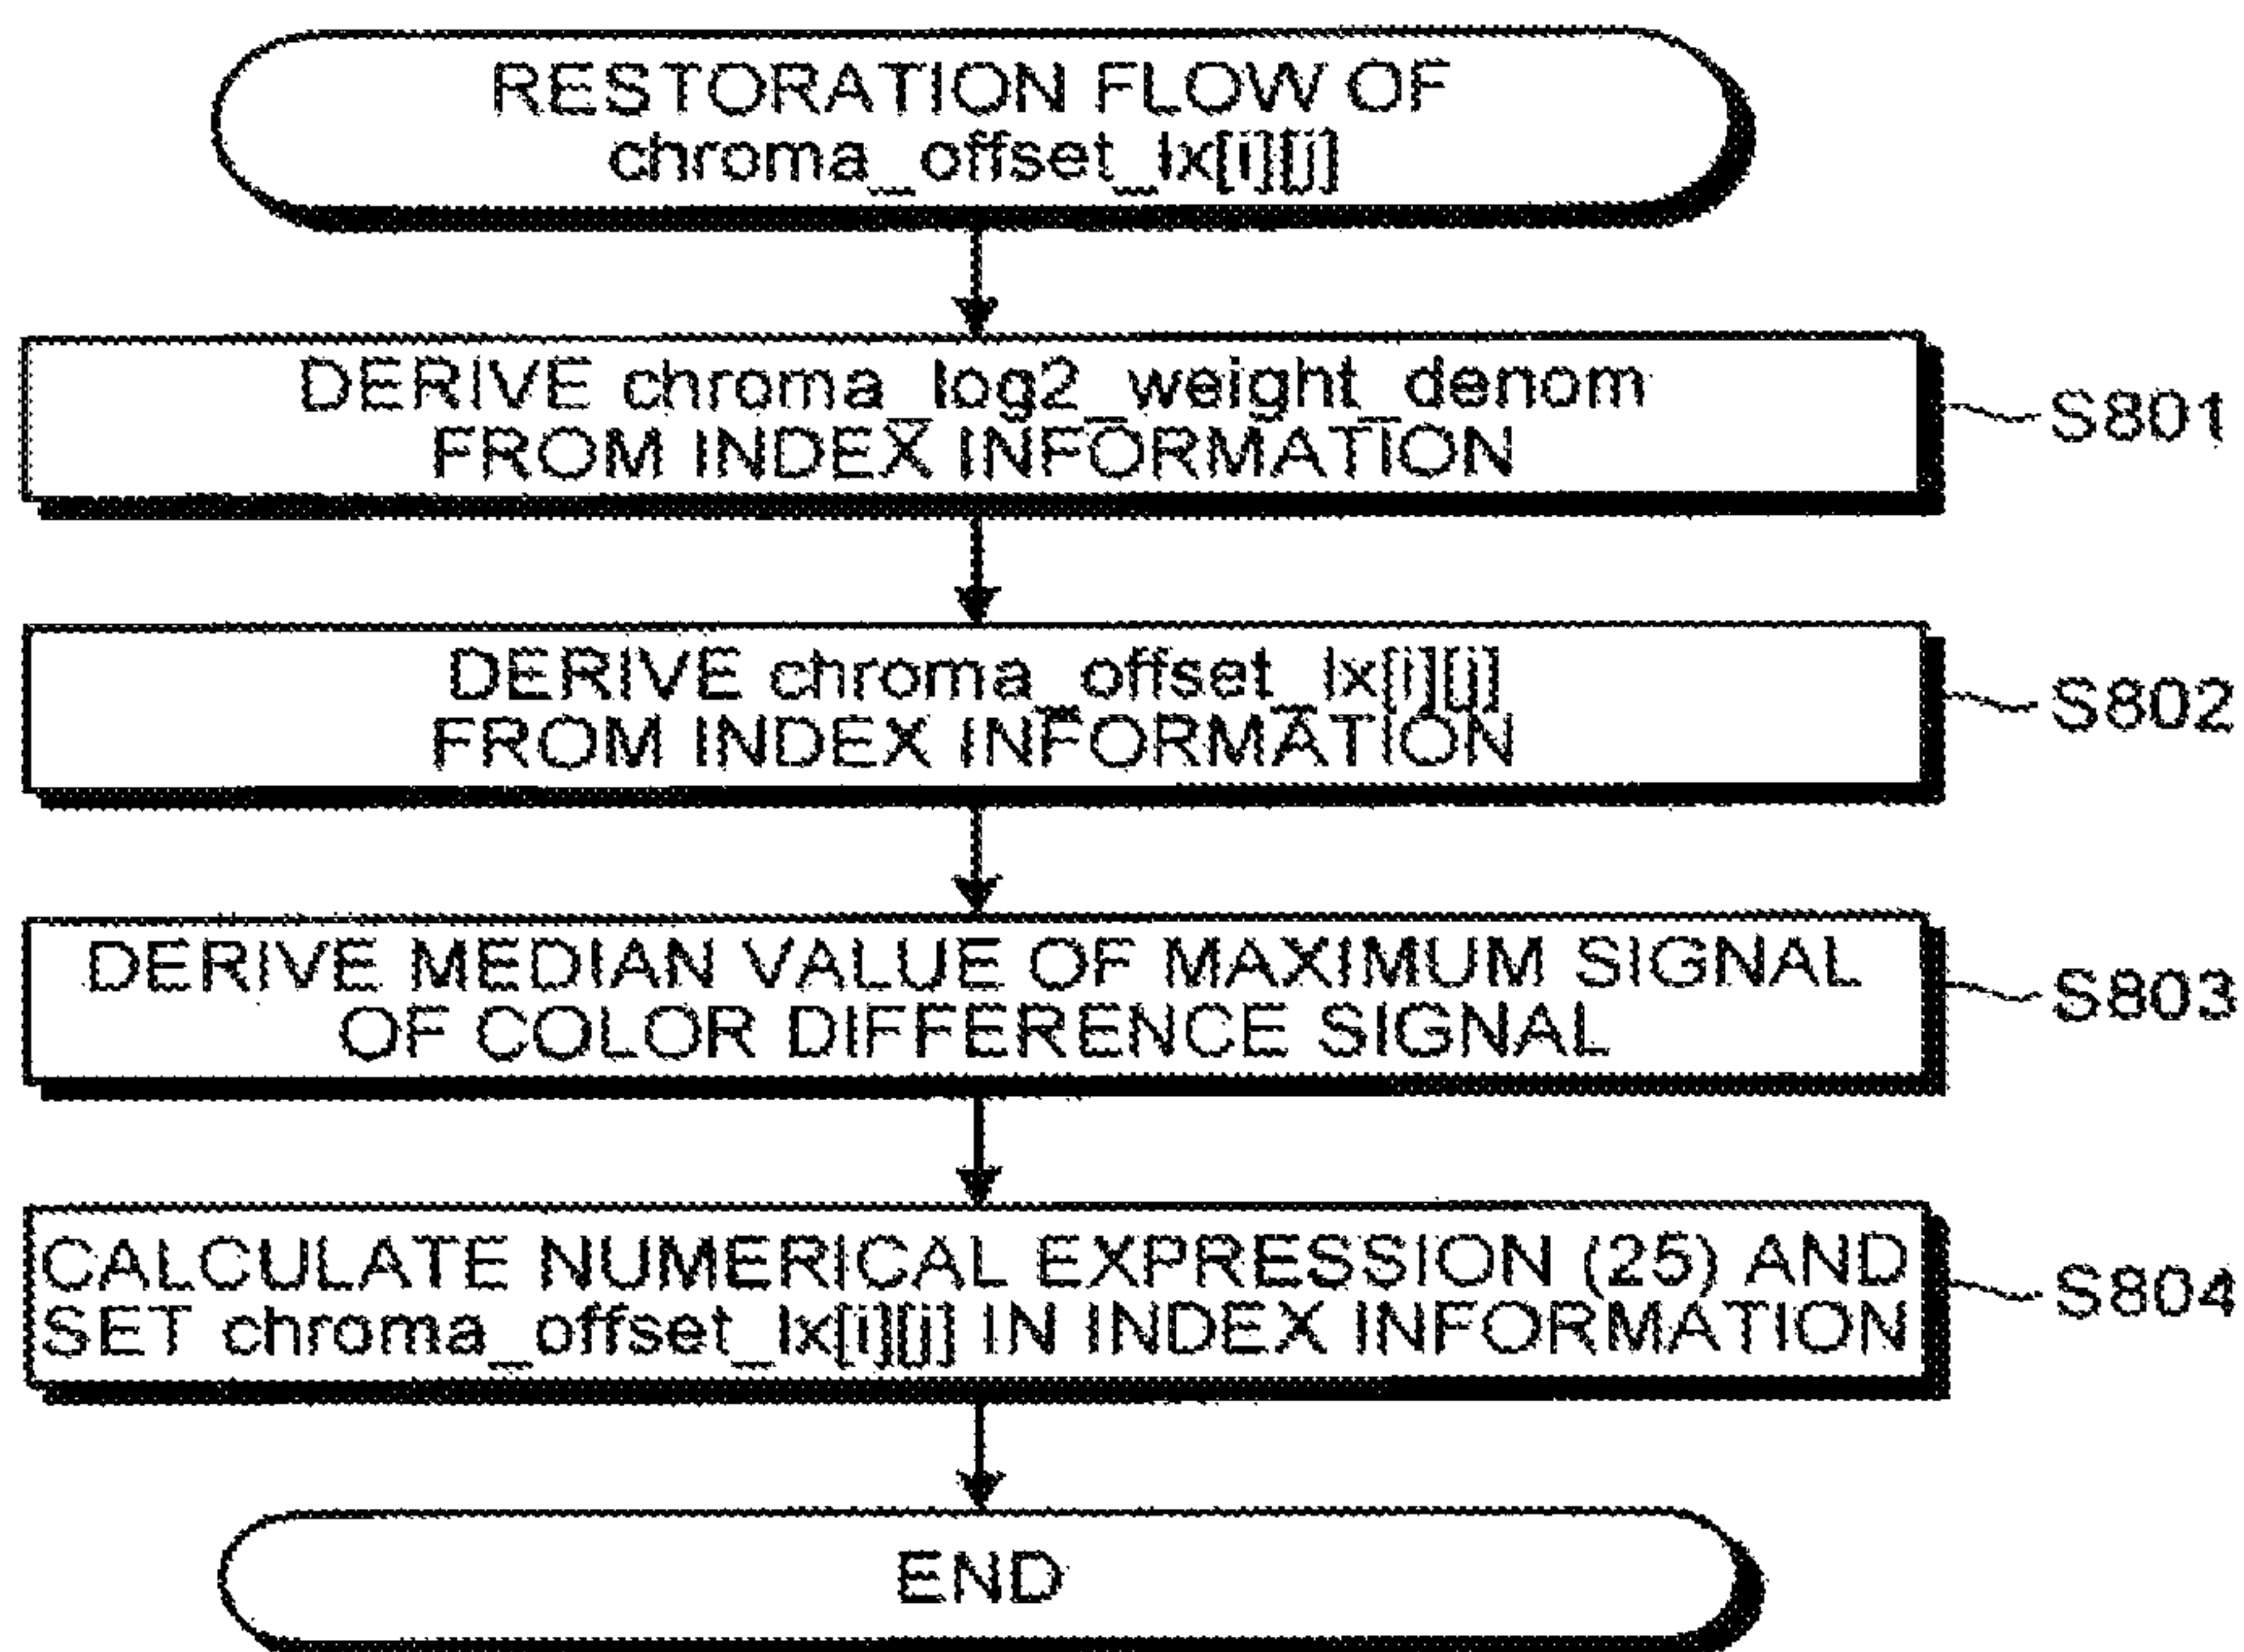 RESTORATION FLOW OF
chroma_offset_lx[i][j]
DERIVE chroma_log2_weight_denom
FROM INDEX INFORMATION
S801
DERIVE chroma_offset_lx[i][j]
FROM INDEX INFORMATION
S802
DERIVE MEDIAN VALUE OF MAXIMUM SIGNAL
OF COLOR DIFFERENCE SIGNAL
S803
CALCULATE NUMERICAL EXPRESSION (25) AND
SET chroma_offset_lx[i][j] IN INDEX INFORMATION
S804
END